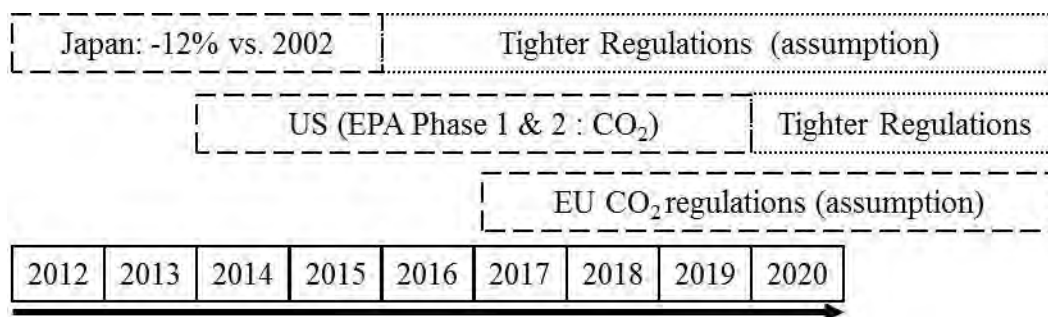 Japan: -12% vs. 2002 Tighter Regulations (assumption)
US (EPA Phase 1 & 2 : CO₂) Tighter Regulations
EU CO₂ regulations (assumption)
2012 2013 2014 2015 2016 2017 2018 2019 2020